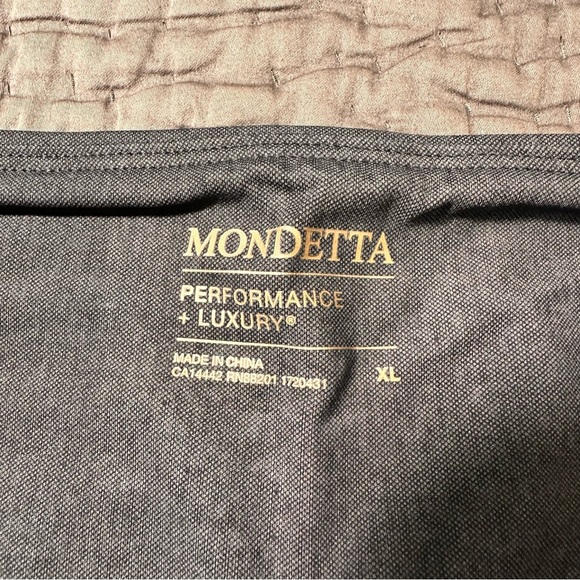 MONDETTA
PERFORMANCE
+ LUXURY®
MADE IN CHINA
CA14442 RN88201 1720431
XL